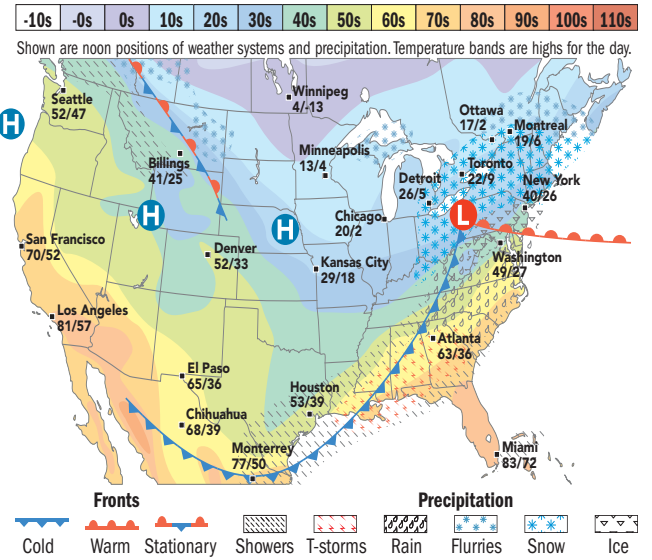 -10s -0s 0s 10s 20s 30s 40s 50s 60s 70s 80s 90s 100s 110s
Shown are noon positions of weather systems and precipitation. Temperature bands are highs for the day.
Seattle
52/47
Winnipeg
4/-13
Ottawa
17/2
Montreal
19/6
H
Billings
41/25
Minneapolis
13/4
Toronto
22/9
Detroit
26/5
New York
40/26
H
H
Chicago
20/2
L
San Francisco
70/52
Denver
52/33
Kansas City
29/18
Washington
49/27
Los Angeles
81/57
Atlanta
63/36
El Paso
65/36
Houston
53/39
Chihuahua
68/39
Monterrey
77/50
Miami
83/72
Fronts
Precipitation
Cold Warm Stationary Showers T-storms Rain Flurries Snow Ice